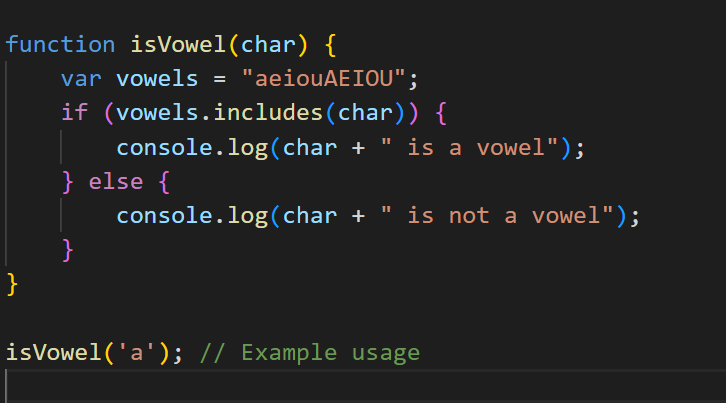 function isVowel(char) {
    var vowels = "aeiouAEIOU";
    if (vowels.includes(char)) {
        console.log(char + " is a vowel");
    } else {
        console.log(char + " is not a vowel");
    }
}

isVowel('a'); // Example usage